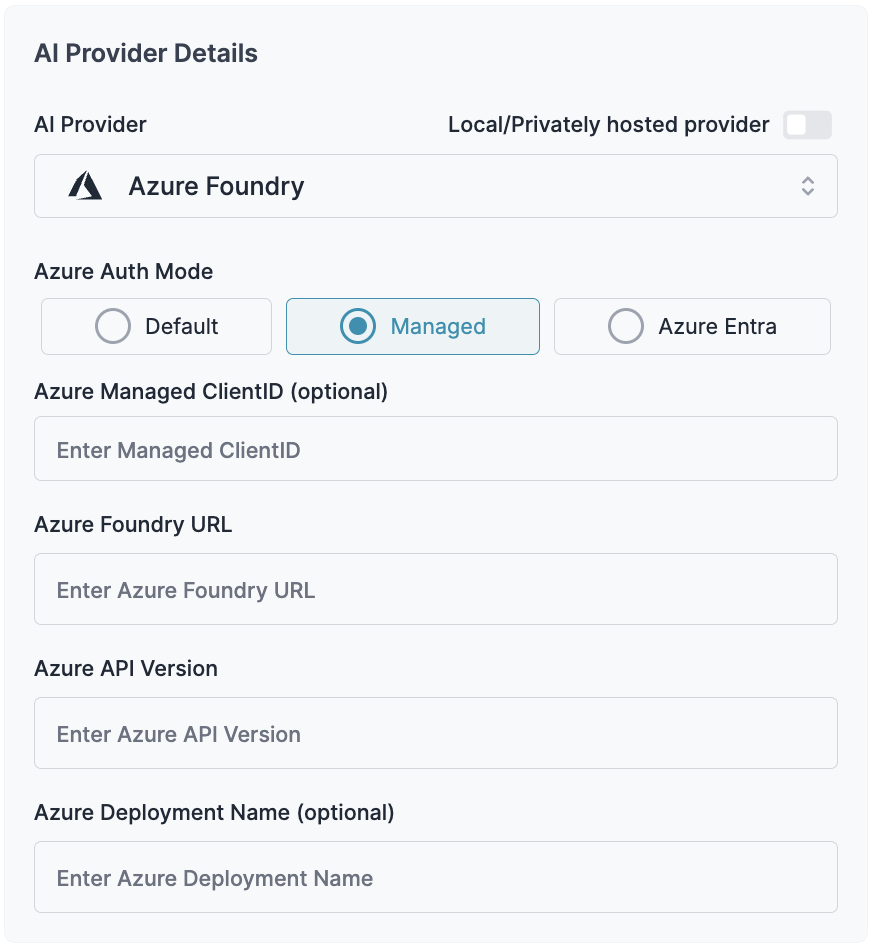 AI Provider Details
AI Provider
Local/Privately hosted provider
Azure Foundry
Azure Auth Mode
Default
Managed
Azure Entra
Azure Managed ClientID (optional)
Enter Managed ClientID
Azure Foundry URL
Enter Azure Foundry URL
Azure API Version
Enter Azure API Version
Azure Deployment Name (optional)
Enter Azure Deployment Name